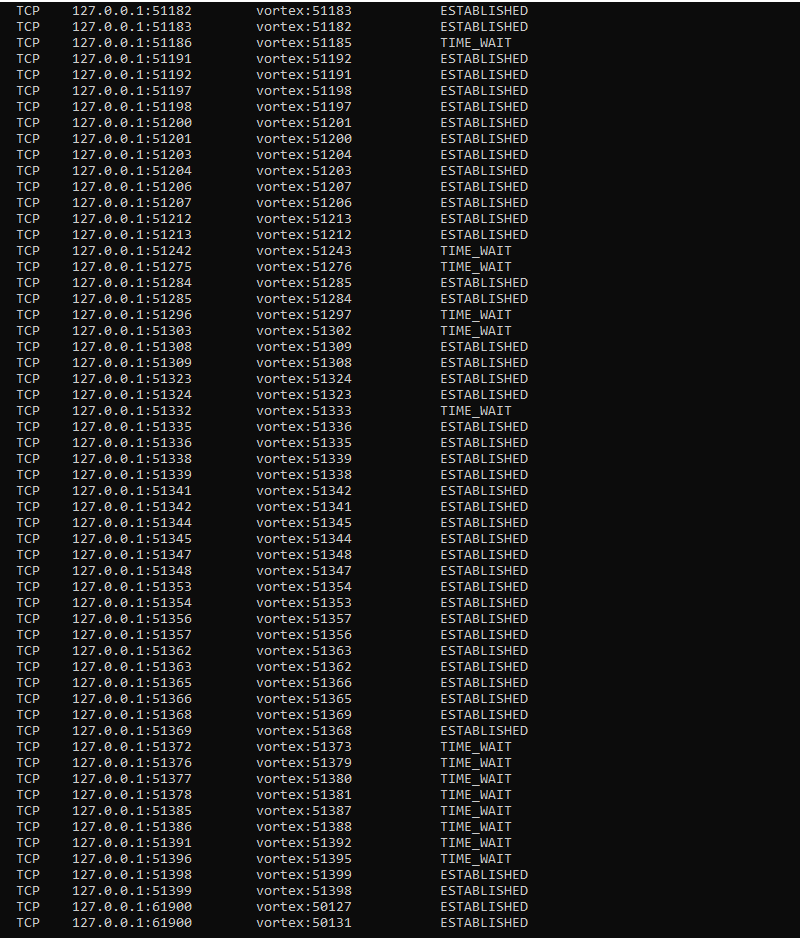 TCP 127.0.0.1:51182 vortex:51183 ESTABLISHED
TCP 127.0.0.1:51183 vortex:51182 ESTABLISHED
TCP 127.0.0.1:51186 vortex:51185 TIME_WAIT
TCP 127.0.0.1:51191 vortex:51192 ESTABLISHED
TCP 127.0.0.1:51192 vortex:51191 ESTABLISHED
TCP 127.0.0.1:51197 vortex:51198 ESTABLISHED
TCP 127.0.0.1:51198 vortex:51197 ESTABLISHED
TCP 127.0.0.1:51200 vortex:51201 ESTABLISHED
TCP 127.0.0.1:51201 vortex:51200 ESTABLISHED
TCP 127.0.0.1:51203 vortex:51204 ESTABLISHED
TCP 127.0.0.1:51204 vortex:51203 ESTABLISHED
TCP 127.0.0.1:51206 vortex:51207 ESTABLISHED
TCP 127.0.0.1:51207 vortex:51206 ESTABLISHED
TCP 127.0.0.1:51212 vortex:51213 ESTABLISHED
TCP 127.0.0.1:51213 vortex:51212 ESTABLISHED
TCP 127.0.0.1:51242 vortex:51243 TIME_WAIT
TCP 127.0.0.1:51275 vortex:51276 TIME_WAIT
TCP 127.0.0.1:51284 vortex:51285 ESTABLISHED
TCP 127.0.0.1:51285 vortex:51284 ESTABLISHED
TCP 127.0.0.1:51296 vortex:51297 TIME_WAIT
TCP 127.0.0.1:51303 vortex:51302 TIME_WAIT
TCP 127.0.0.1:51308 vortex:51309 ESTABLISHED
TCP 127.0.0.1:51309 vortex:51308 ESTABLISHED
TCP 127.0.0.1:51323 vortex:51324 ESTABLISHED
TCP 127.0.0.1:51324 vortex:51323 ESTABLISHED
TCP 127.0.0.1:51332 vortex:51333 TIME_WAIT
TCP 127.0.0.1:51335 vortex:51336 ESTABLISHED
TCP 127.0.0.1:51336 vortex:51335 ESTABLISHED
TCP 127.0.0.1:51338 vortex:51339 ESTABLISHED
TCP 127.0.0.1:51339 vortex:51338 ESTABLISHED
TCP 127.0.0.1:51341 vortex:51342 ESTABLISHED
TCP 127.0.0.1:51342 vortex:51341 ESTABLISHED
TCP 127.0.0.1:51344 vortex:51345 ESTABLISHED
TCP 127.0.0.1:51345 vortex:51344 ESTABLISHED
TCP 127.0.0.1:51347 vortex:51348 ESTABLISHED
TCP 127.0.0.1:51348 vortex:51347 ESTABLISHED
TCP 127.0.0.1:51353 vortex:51354 ESTABLISHED
TCP 127.0.0.1:51354 vortex:51353 ESTABLISHED
TCP 127.0.0.1:51356 vortex:51357 ESTABLISHED
TCP 127.0.0.1:51357 vortex:51356 ESTABLISHED
TCP 127.0.0.1:51362 vortex:51363 ESTABLISHED
TCP 127.0.0.1:51363 vortex:51362 ESTABLISHED
TCP 127.0.0.1:51365 vortex:51366 ESTABLISHED
TCP 127.0.0.1:51366 vortex:51365 ESTABLISHED
TCP 127.0.0.1:51368 vortex:51369 ESTABLISHED
TCP 127.0.0.1:51369 vortex:51368 ESTABLISHED
TCP 127.0.0.1:51372 vortex:51373 TIME_WAIT
TCP 127.0.0.1:51376 vortex:51379 TIME_WAIT
TCP 127.0.0.1:51377 vortex:51380 TIME_WAIT
TCP 127.0.0.1:51378 vortex:51381 TIME_WAIT
TCP 127.0.0.1:51385 vortex:51387 TIME_WAIT
TCP 127.0.0.1:51386 vortex:51388 TIME_WAIT
TCP 127.0.0.1:51391 vortex:51392 TIME_WAIT
TCP 127.0.0.1:51396 vortex:51395 TIME_WAIT
TCP 127.0.0.1:51398 vortex:51399 ESTABLISHED
TCP 127.0.0.1:51399 vortex:51398 ESTABLISHED
TCP 127.0.0.1:61900 vortex:50127 ESTABLISHED
TCP 127.0.0.1:61900 vortex:50131 ESTABLISHED